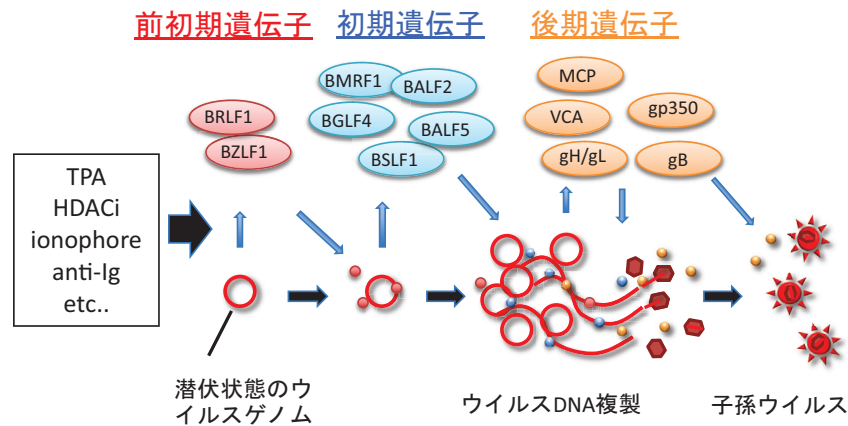 前初期遺伝子
初期遺伝子
後期遺伝子
BRLF1
BZLF1
BMRF1
BALF2
BGLF4
BALF5
BSLF1
MCP
VCA
gp350
gH/gL
gB
TPA
HDACi
ionophore
anti-Ig
etc..
潜伏状態のウ
イルスゲノム
ウイルスDNA複製
子孫ウイルス